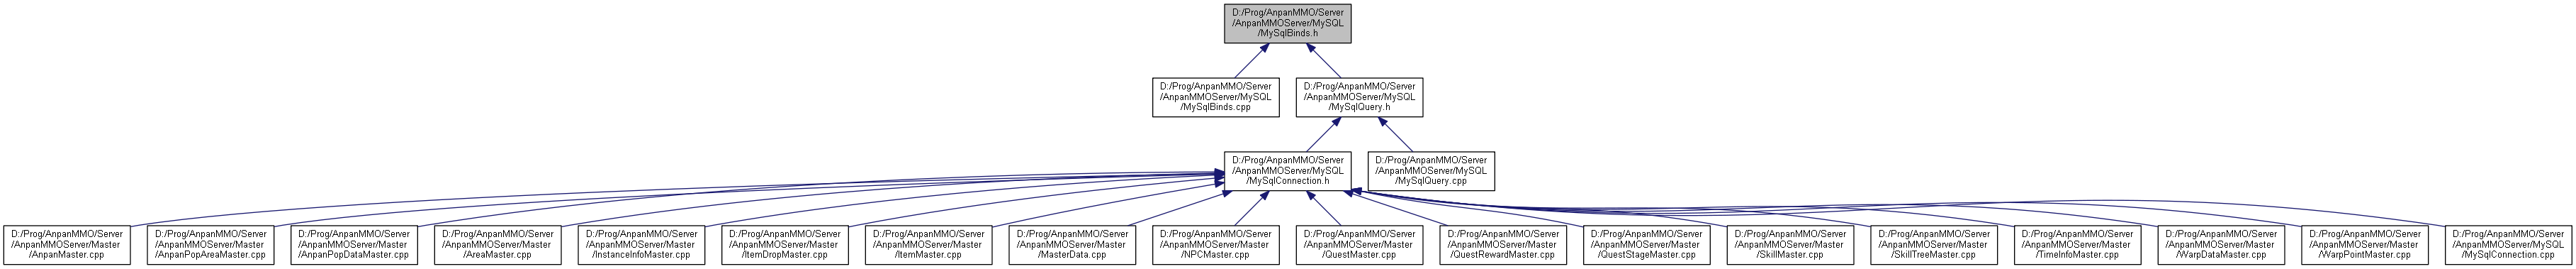 D:/Prog/AnpanMMO/Server
/AnpanMMOServer/MySQL
/MySqlBinds.h
D:/Prog/AnpanMMO/Server
/AnpanMMOServer/MySQL
/MySqlBinds.cpp
D:/Prog/AnpanMMO/Server
/AnpanMMOServer/MySQL
/MySqlQuery.h
D:/Prog/AnpanMMO/Server
/AnpanMMOServer/MySQL
/MySqlConnection.h
D:/Prog/AnpanMMO/Server
/AnpanMMOServer/MySQL
/MySqlQuery.cpp
D:/Prog/AnpanMMO/Server
/AnpanMMOServer/Master
/AnpanMaster.cpp
D:/Prog/AnpanMMO/Server
/AnpanMMOServer/Master
/AnpanPopAreaMaster.cpp
D:/Prog/AnpanMMO/Server
/AnpanMMOServer/Master
/AnpanPopDataMaster.cpp
D:/Prog/AnpanMMO/Server
/AnpanMMOServer/Master
/AreaMaster.cpp
D:/Prog/AnpanMMO/Server
/AnpanMMOServer/Master
/InstanceInfoMaster.cpp
D:/Prog/AnpanMMO/Server
/AnpanMMOServer/Master
/ItemDropMaster.cpp
D:/Prog/AnpanMMO/Server
/AnpanMMOServer/Master
/ItemMaster.cpp
D:/Prog/AnpanMMO/Server
/AnpanMMOServer/Master
/MasterData.cpp
D:/Prog/AnpanMMO/Server
/AnpanMMOServer/Master
/NPCMaster.cpp
D:/Prog/AnpanMMO/Server
/AnpanMMOServer/Master
/QuestMaster.cpp
D:/Prog/AnpanMMO/Server
/AnpanMMOServer/Master
/QuestRewardMaster.cpp
D:/Prog/AnpanMMO/Server
/AnpanMMOServer/Master
/QuestStageMaster.cpp
D:/Prog/AnpanMMO/Server
/AnpanMMOServer/Master
/SkillMaster.cpp
D:/Prog/AnpanMMO/Server
/AnpanMMOServer/Master
/SkillTreeMaster.cpp
D:/Prog/AnpanMMO/Server
/AnpanMMOServer/Master
/TimeInfoMaster.cpp
D:/Prog/AnpanMMO/Server
/AnpanMMOServer/Master
/WarpDataMaster.cpp
D:/Prog/AnpanMMO/Server
/AnpanMMOServer/Master
/WarpPointMaster.cpp
D:/Prog/AnpanMMO/Server
/AnpanMMOServer/MySQL
/MySqlConnection.cpp